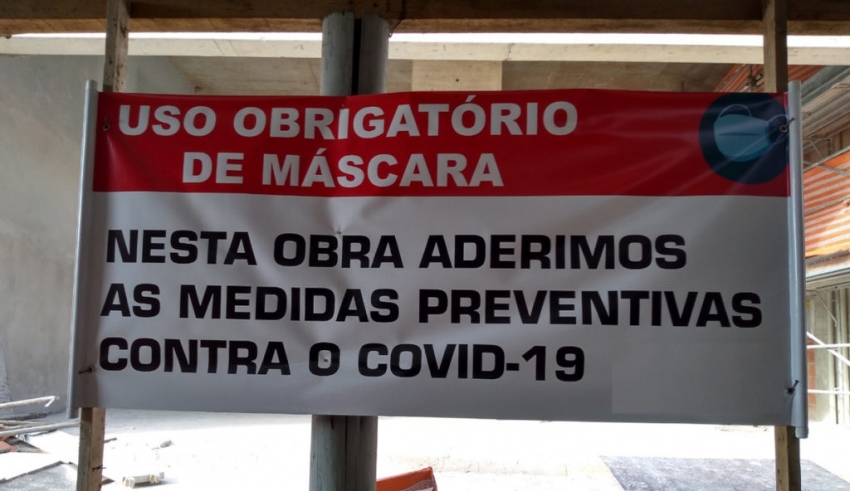 USO OBRIGATÓRIO
DE MÁSCARA
NESTA OBRA ADERIMOS
AS MEDIDAS PREVENTIVAS
CONTRA O COVID-19